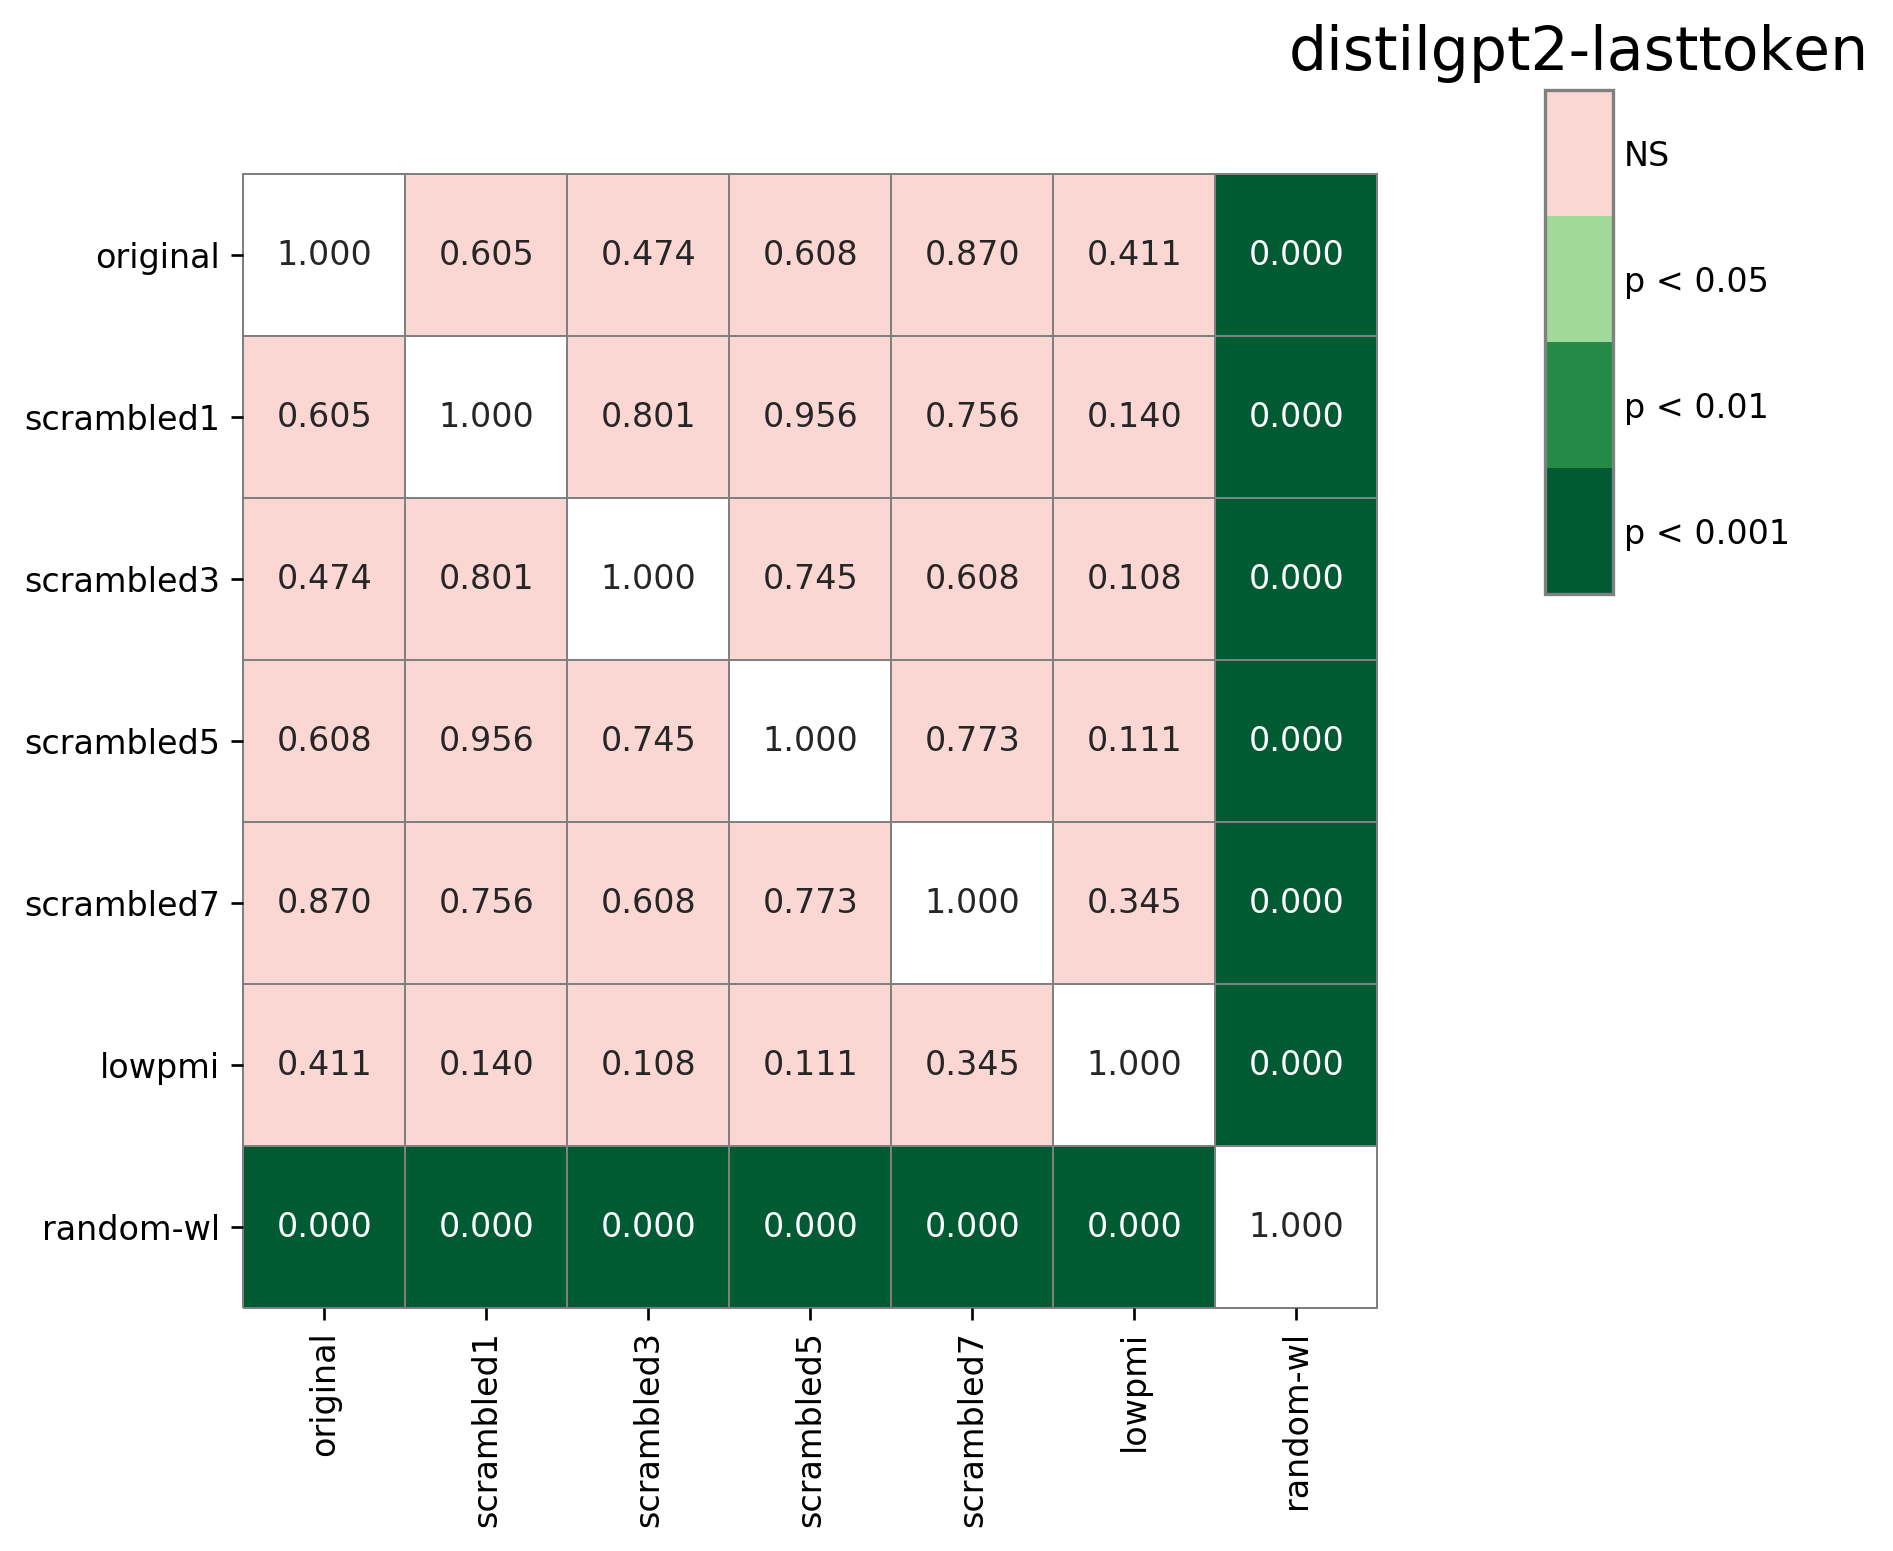 distilgpt2-lasttoken
NS
p < 0.05
p < 0.01
p < 0.001
original 1.000 0.605 0.474 0.608 0.870 0.411 0.000
scrambled1 0.605 1.000 0.801 0.956 0.756 0.140 0.000
scrambled3 0.474 0.801 1.000 0.745 0.608 0.108 0.000
scrambled5 0.608 0.956 0.745 1.000 0.773 0.111 0.000
scrambled7 0.870 0.756 0.608 0.773 1.000 0.345 0.000
lowpmi 0.411 0.140 0.108 0.111 0.345 1.000 0.000
random-wl 0.000 0.000 0.000 0.000 0.000 0.000 1.000
original
scrambled1
scrambled3
scrambled5
scrambled7
lowpmi
random-wl